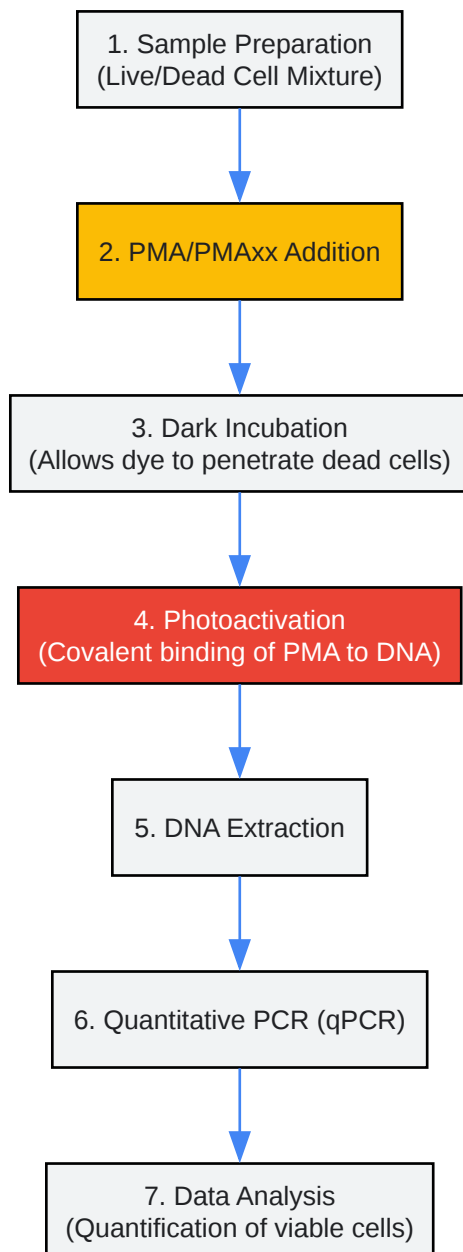 1. Sample Preparation
(Live/Dead Cell Mixture)
2. PMA/PMAxx Addition
3. Dark Incubation
(Allows dye to penetrate dead cells)
4. Photoactivation
(Covalent binding of PMA to DNA)
5. DNA Extraction
6. Quantitative PCR (qPCR)
7. Data Analysis
(Quantification of viable cells)